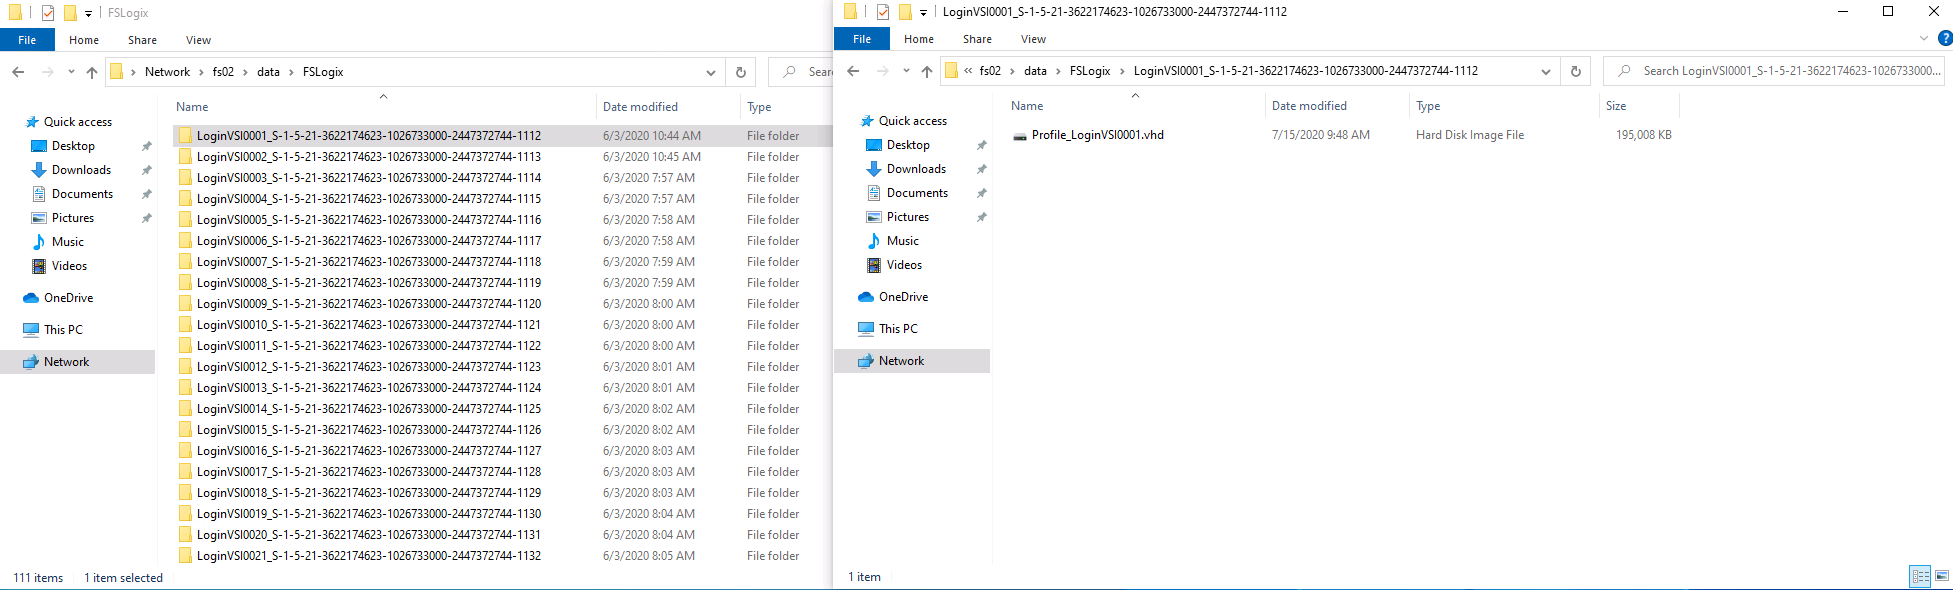 FSLogix
File Home Share View
Network fs02 data FSLogix Sear
Quick access
Desktop
Downloads
Documents
Pictures
Music
Videos
OneDrive
This PC
Network
Name Date modified Type
LoginVSI0001_S-1-5-21-3622174623-1026733000-2447372744-1112 6/3/2020 10:44 AM File folder
LoginVSI0002_S-1-5-21-3622174623-1026733000-2447372744-1113 6/3/2020 10:45 AM File folder
LoginVSI0003_S-1-5-21-3622174623-1026733000-2447372744-1114 6/3/2020 7:57 AM File folder
LoginVSI0004_S-1-5-21-3622174623-1026733000-2447372744-1115 6/3/2020 7:57 AM File folder
LoginVSI0005_S-1-5-21-3622174623-1026733000-2447372744-1116 6/3/2020 7:58 AM File folder
LoginVSI0006_S-1-5-21-3622174623-1026733000-2447372744-1117 6/3/2020 7:58 AM File folder
LoginVSI0007_S-1-5-21-3622174623-1026733000-2447372744-1118 6/3/2020 7:59 AM File folder
LoginVSI0008_S-1-5-21-3622174623-1026733000-2447372744-1119 6/3/2020 7:59 AM File folder
LoginVSI0009_S-1-5-21-3622174623-1026733000-2447372744-1120 6/3/2020 8:00 AM File folder
LoginVSI0010_S-1-5-21-3622174623-1026733000-2447372744-1121 6/3/2020 8:00 AM File folder
LoginVSI0011_S-1-5-21-3622174623-1026733000-2447372744-1122 6/3/2020 8:00 AM File folder
LoginVSI0012_S-1-5-21-3622174623-1026733000-2447372744-1123 6/3/2020 8:01 AM File folder
LoginVSI0013_S-1-5-21-3622174623-1026733000-2447372744-1124 6/3/2020 8:01 AM File folder
LoginVSI0014_S-1-5-21-3622174623-1026733000-2447372744-1125 6/3/2020 8:02 AM File folder
LoginVSI0015_S-1-5-21-3622174623-1026733000-2447372744-1126 6/3/2020 8:02 AM File folder
LoginVSI0016_S-1-5-21-3622174623-1026733000-2447372744-1127 6/3/2020 8:03 AM File folder
LoginVSI0017_S-1-5-21-3622174623-1026733000-2447372744-1128 6/3/2020 8:03 AM File folder
LoginVSI0018_S-1-5-21-3622174623-1026733000-2447372744-1129 6/3/2020 8:03 AM File folder
LoginVSI0019_S-1-5-21-3622174623-1026733000-2447372744-1130 6/3/2020 8:04 AM File folder
LoginVSI0020_S-1-5-21-3622174623-1026733000-2447372744-1131 6/3/2020 8:04 AM File folder
LoginVSI0021_S-1-5-21-3622174623-1026733000-2447372744-1132 6/3/2020 8:05 AM File folder
111 items 1 item selected
LoginVSI0001_S-1-5-21-3622174623-1026733000-2447372744-1112
File Home Share View
« fs02 data FSLogix LoginVSI0001_S-1-5-21-3622174623-1026733000-2447372744-1112 Search LoginVSI0001_S-1-5-21-3622174623-1026733000...
Quick access
Desktop
Downloads
Documents
Pictures
Music
Videos
OneDrive
This PC
Network
Name Date modified Type Size
Profile_LoginVSI0001.vhd 7/15/2020 9:48 AM Hard Disk Image File 195,008 KB
1 item